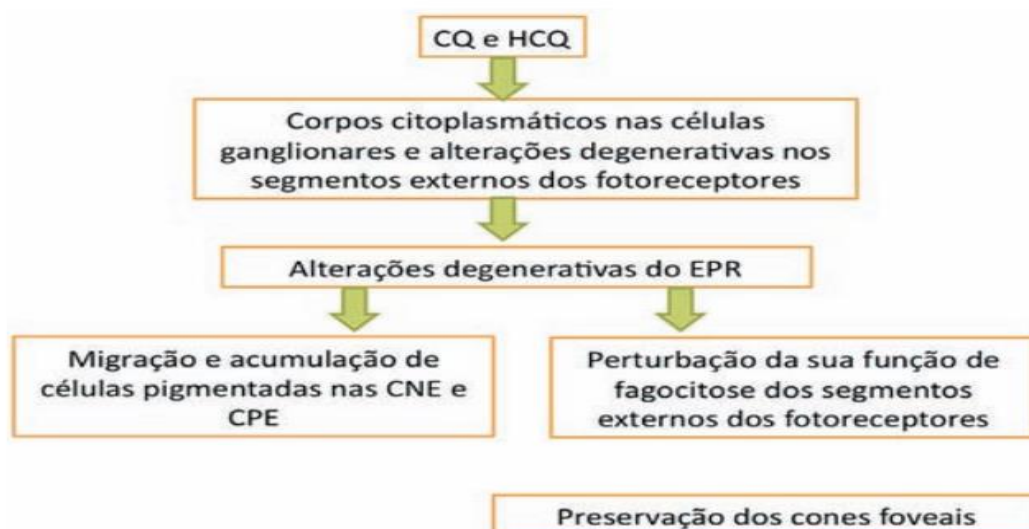 CQ e HCQ
Corpos citoplasmáticos nas células
ganglionares e alterações degenerativas nos
segmentos externos dos fotoreceptores
Alterações degenerativas do EPR
Migração e acumulação de
células pigmentadas nas CNE e
CPE
Perturbação da sua função de
fagocitose dos segmentos
externos dos fotoreceptores
Preservação dos cones foveais